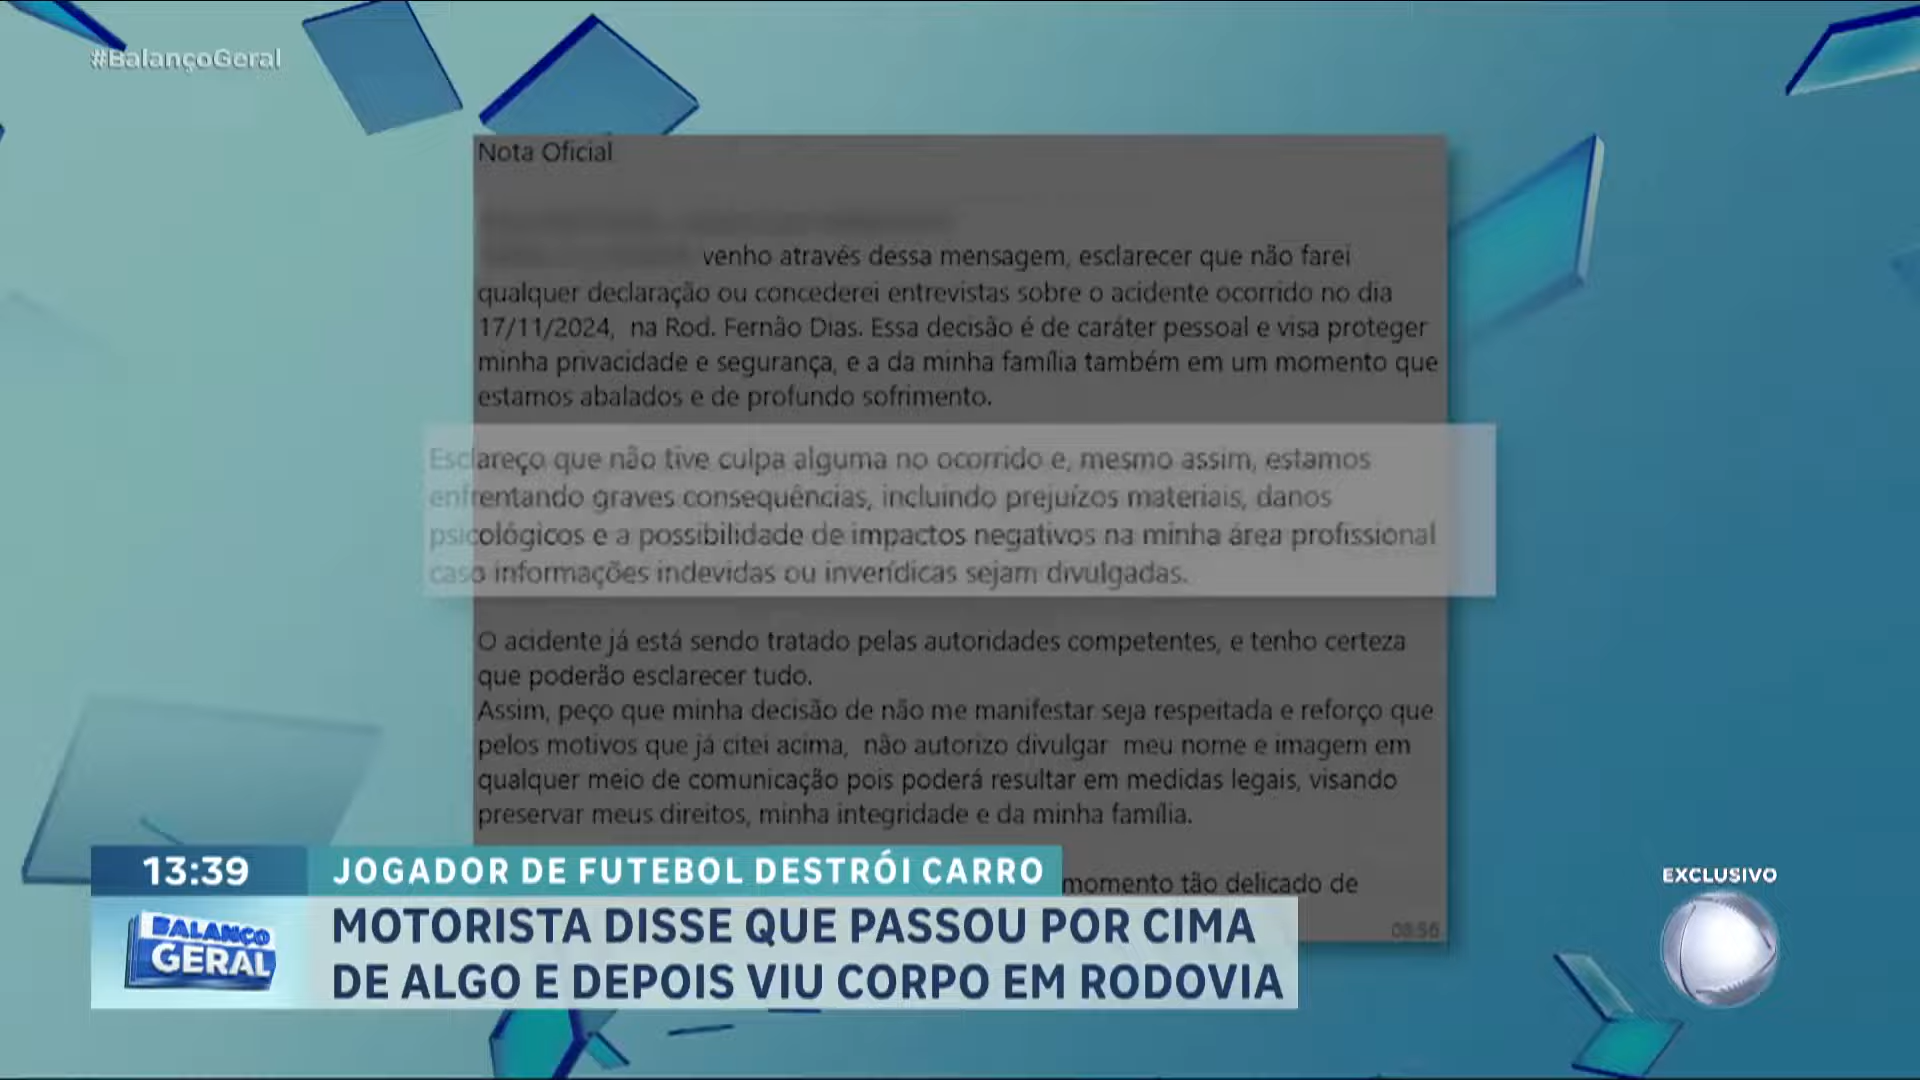 #BalançoGeral
Nota Oficial
venho através dessa mensagem, esclarecer que não farei
qualquer declaração ou concederei entrevistas sobre o acidente ocorrido no dia
17/11/2024, na Rod. Fernão Dias. Essa decisão é de caráter pessoal e visa proteger
minha privacidade e segurança, e a da minha família também em um momento que
estamos abalados e de profundo sofrimento.
Esclareço que não tive culpa alguma no ocorrido e, mesmo assim, estamos
enfrentando graves consequências, incluindo prejuízos materiais, danos
psicológicos e a possibilidade de impactos negativos na minha área profissional
caso informações indevidas ou inverídicas sejam divulgadas.
O acidente já está sendo tratado pelas autoridades competentes, e tenho certeza
que poderão esclarecer tudo.
Assim, peço que minha decisão de não me manifestar seja respeitada e reforço que
pelos motivos que já citei acima, não autorizo divulgar meu nome e imagem em
qualquer meio de comunicação pois poderá resultar em medidas legais, visando
preservar meus direitos, minha integridade e da minha família.
momento tão delicado de
08:56
13:39
JOGADOR DE FUTEBOL DESTRÓI CARRO
BALANÇO
GERAL
MOTORISTA DISSE QUE PASSOU POR CIMA
DE ALGO E DEPOIS VIU CORPO EM RODOVIA
EXCLUSIVO